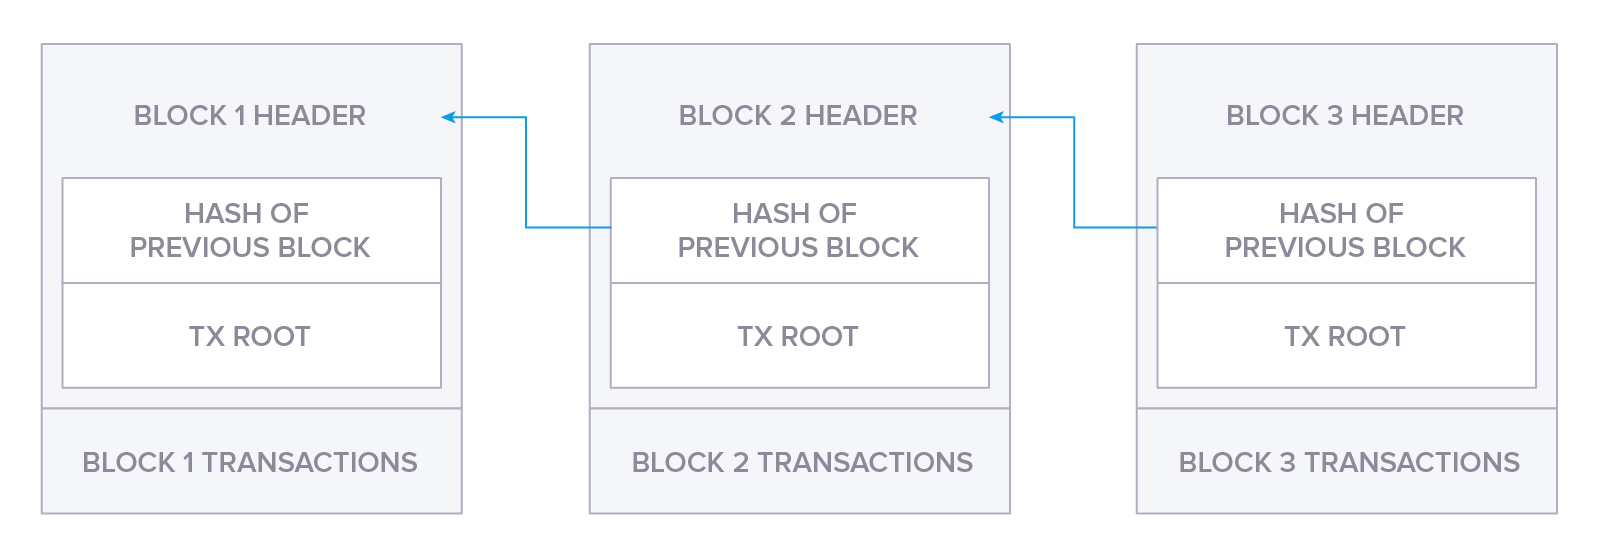 BLOCK 1 HEADER
HASH OF
PREVIOUS BLOCK
TX ROOT
BLOCK 1 TRANSACTIONS
BLOCK 2 HEADER
HASH OF
PREVIOUS BLOCK
TX ROOT
BLOCK 2 TRANSACTIONS
BLOCK 3 HEADER
HASH OF
PREVIOUS BLOCK
TX ROOT
BLOCK 3 TRANSACTIONS